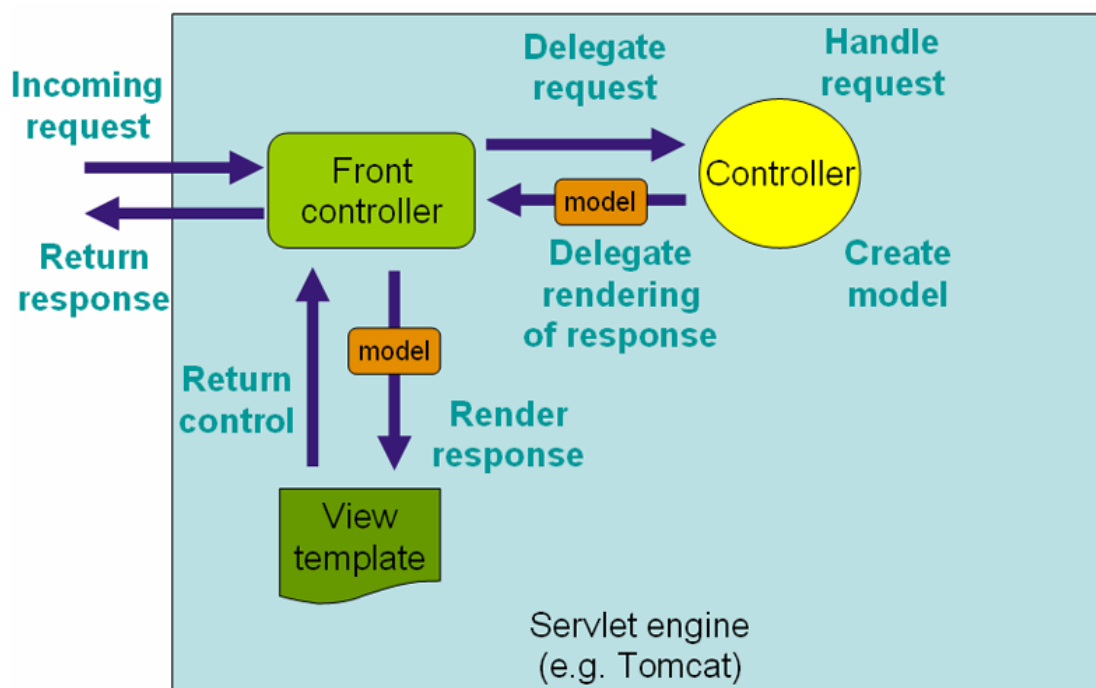 Incoming
request
Return
response
Front
controller
Delegate
request
Handle
request
Controller
model
Delegate
rendering
of response
Create
model
Return
control
model
Render
response
View
template
Servlet engine
(e.g. Tomcat)